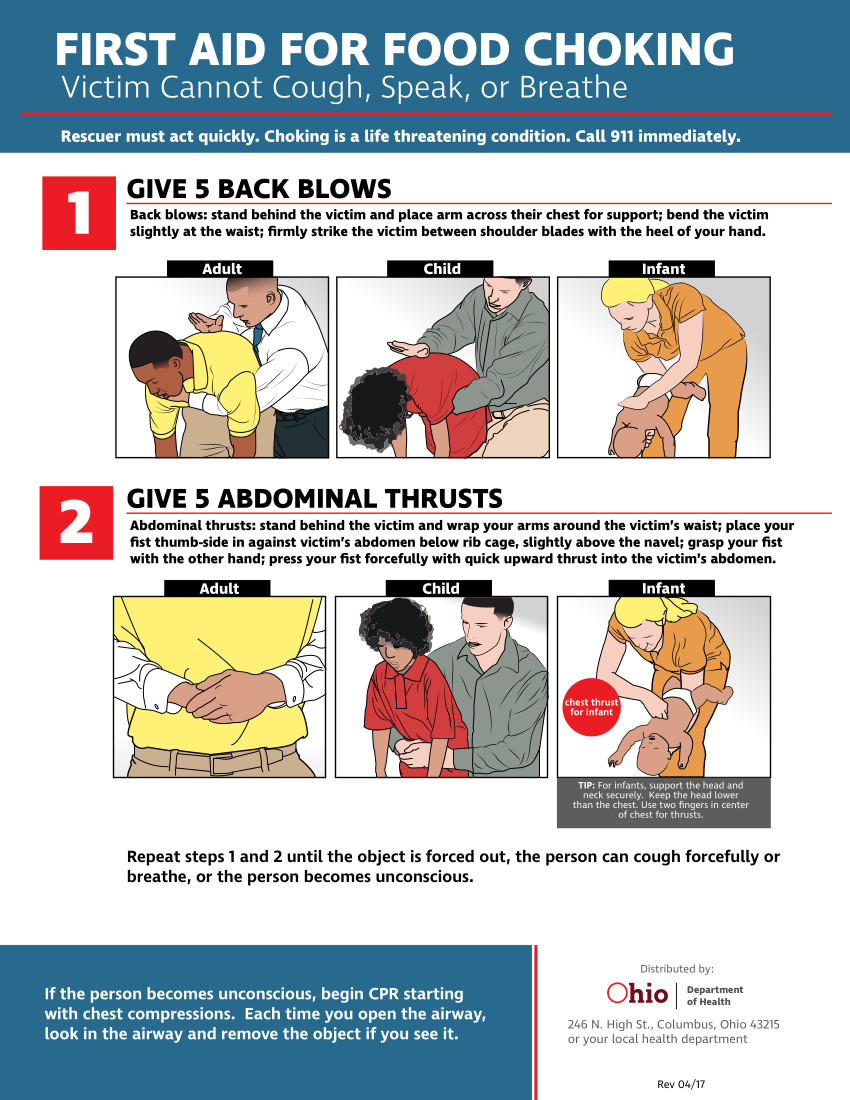 FIRST AID FOR FOOD CHOKING
Victim Cannot Cough, Speak, or Breathe
Rescuer must act quickly. Choking is a life threatening condition. Call 911 immediately.
1
GIVE 5 BACK BLOWS
Back blows: stand behind the victim and place arm across their chest for support; bend the victim
slightly at the waist; firmly strike the victim between shoulder blades with the heel of your hand.
Adult
Child
Infant
2
GIVE 5 ABDOMINAL THRUSTS
Abdominal thrusts: stand behind the victim and wrap your arms around the victim's waist; place your
fist thumb-side in against victim's abdomen below rib cage, slightly above the navel; grasp your fist
with the other hand; press your fist forcefully with quick upward thrust into the victim's abdomen.
Adult
Child
Infant
chest thrust
for infant
TIP: For infants, support the head and
neck securely. Keep the head lower
than the chest. Use two fingers in center
of chest for thrusts.
Repeat steps 1 and 2 until the object is forced out, the person can cough forcefully or
breathe, or the person becomes unconscious.
If the person becomes unconscious, begin CPR starting
with chest compressions. Each time you open the airway,
look in the airway and remove the object if you see it.
Distributed by:
Ohio
Department
of Health
246 N. High St., Columbus, Ohio 43215
or your local health department
Rev 04/17